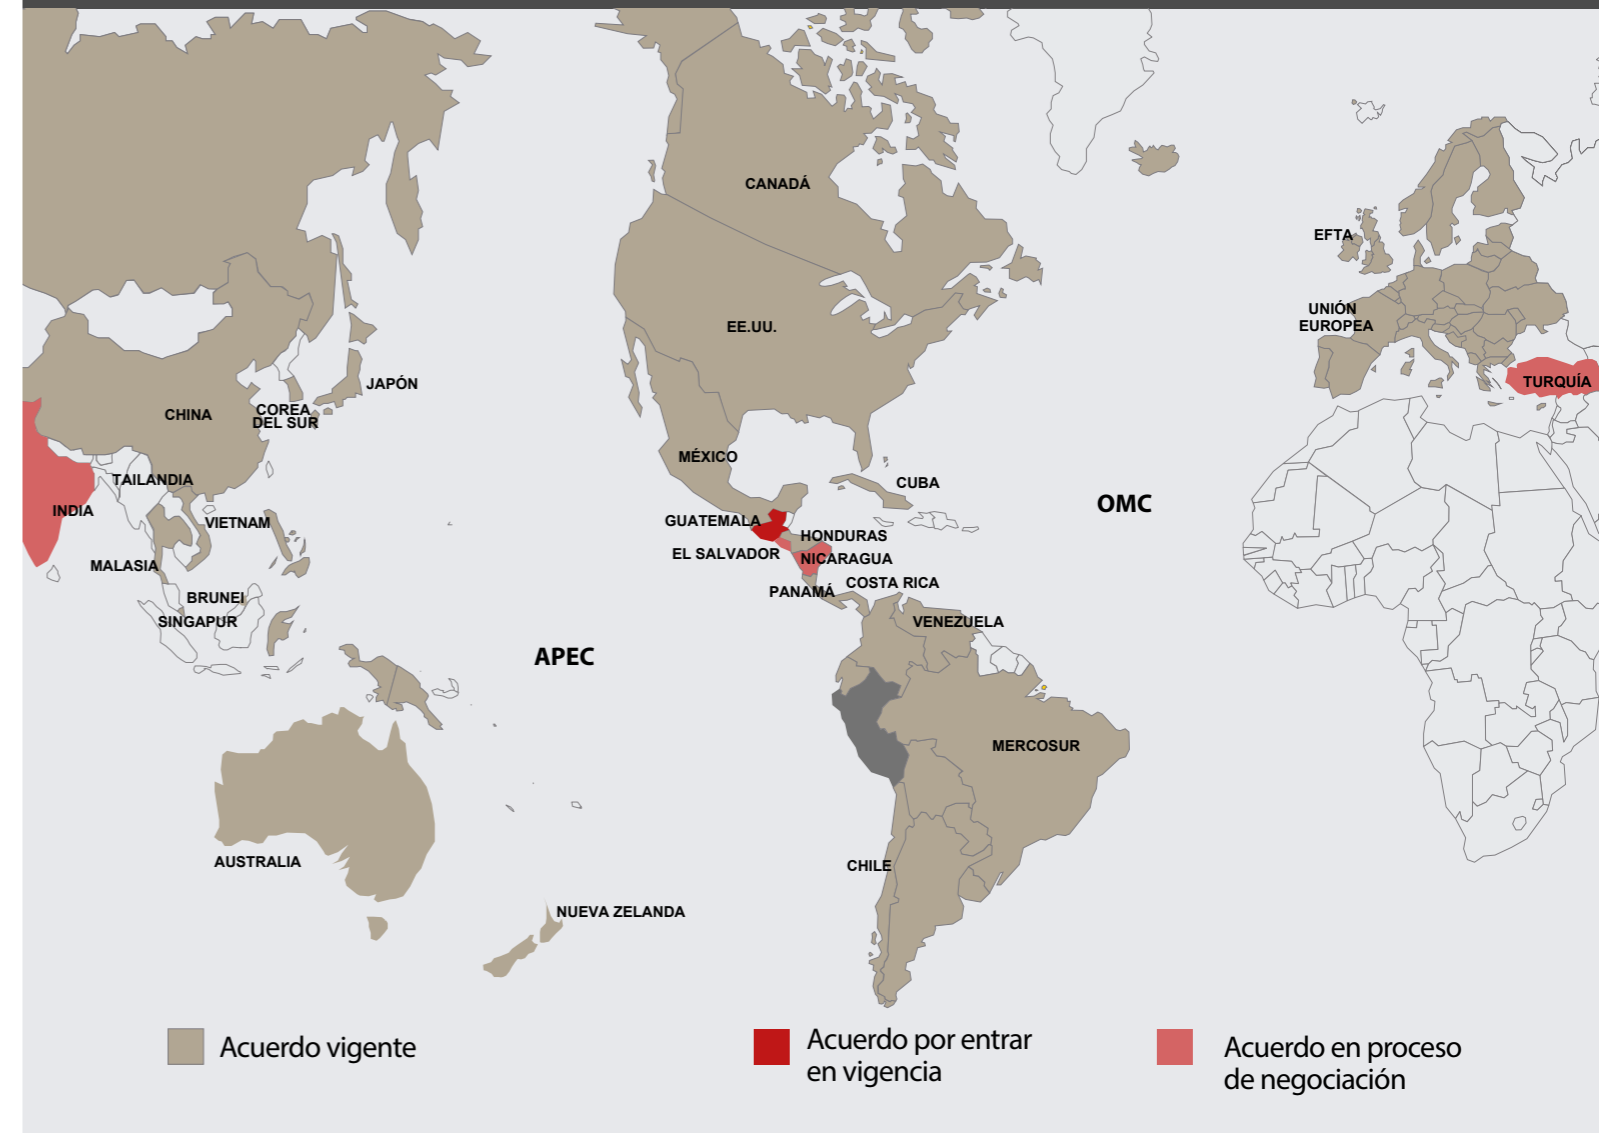 CANADÁ
EFTA
UNIÓN
EUROPEA
EE.UU.
JAPÓN
TURQUÍA
CHINA
COREA
DEL SUR
MÉXICO
TAILANDIA
CUBA
INDIA
VIETNAM
OMC
GUATEMALA
HONDURAS
EL SALVADOR
NICARAGUA
MALASIA
COSTA RICA
PANAMÁ
BRUNEI
SINGAPUR
VENEZUELA
APEC
MERCOSUR
AUSTRALIA
CHILE
NUEVA ZELANDA
Acuerdo vigente
Acuerdo por entrar
en vigencia
Acuerdo en proceso
de negociación